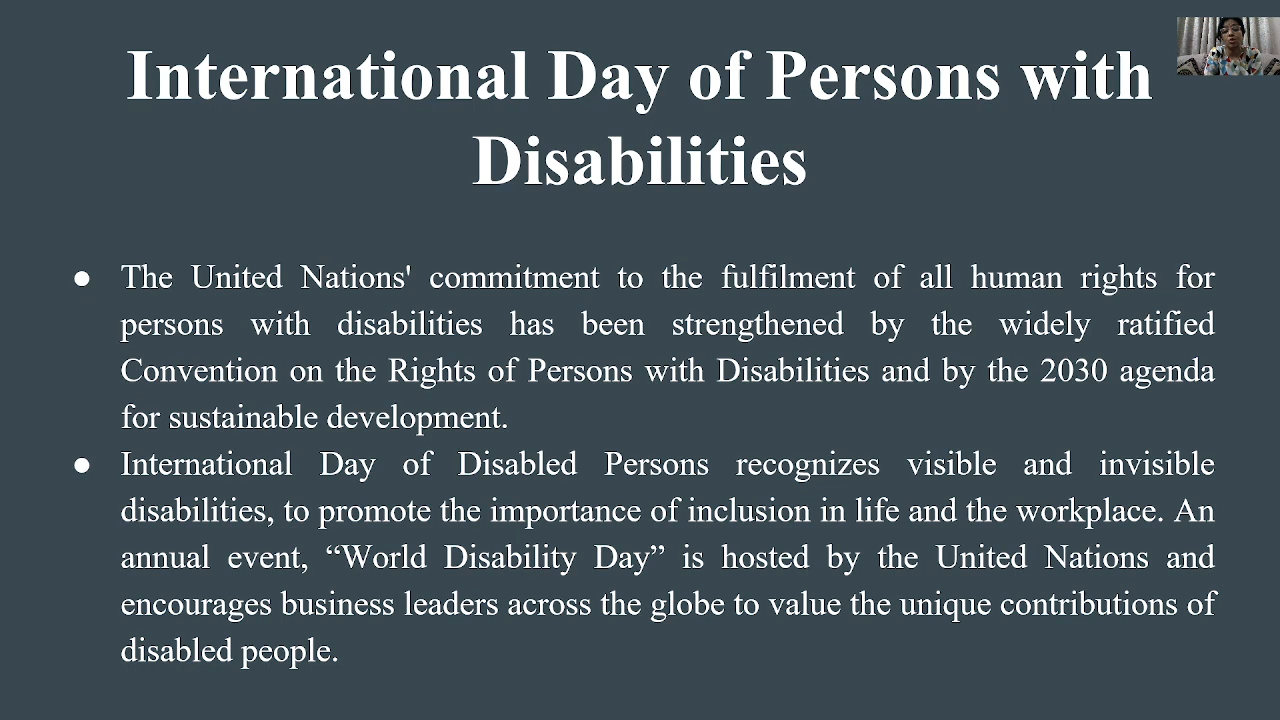 International Day of Persons with
Disabilities
● The United Nations' commitment to the fulfilment of all human rights for
persons with disabilities has been strengthened by the widely ratified
Convention on the Rights of Persons with Disabilities and by the 2030 agenda
for sustainable development.
● International Day of Disabled Persons recognizes visible and invisible
disabilities, to promote the importance of inclusion in life and the workplace. An
annual event, “World Disability Day” is hosted by the United Nations and
encourages business leaders across the globe to value the unique contributions of
disabled people.